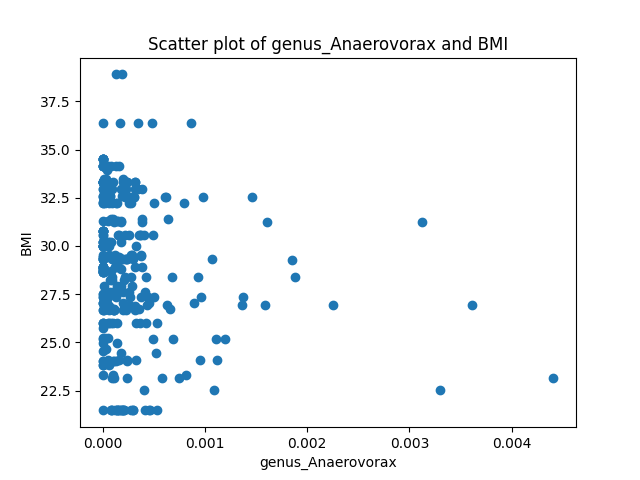 Scatter plot of genus_Anaerovorax and BMI
BMI
37.5
35.0
32.5
30.0
27.5
25.0
22.5
0.000 0.001 0.002 0.003 0.004
genus_Anaerovorax